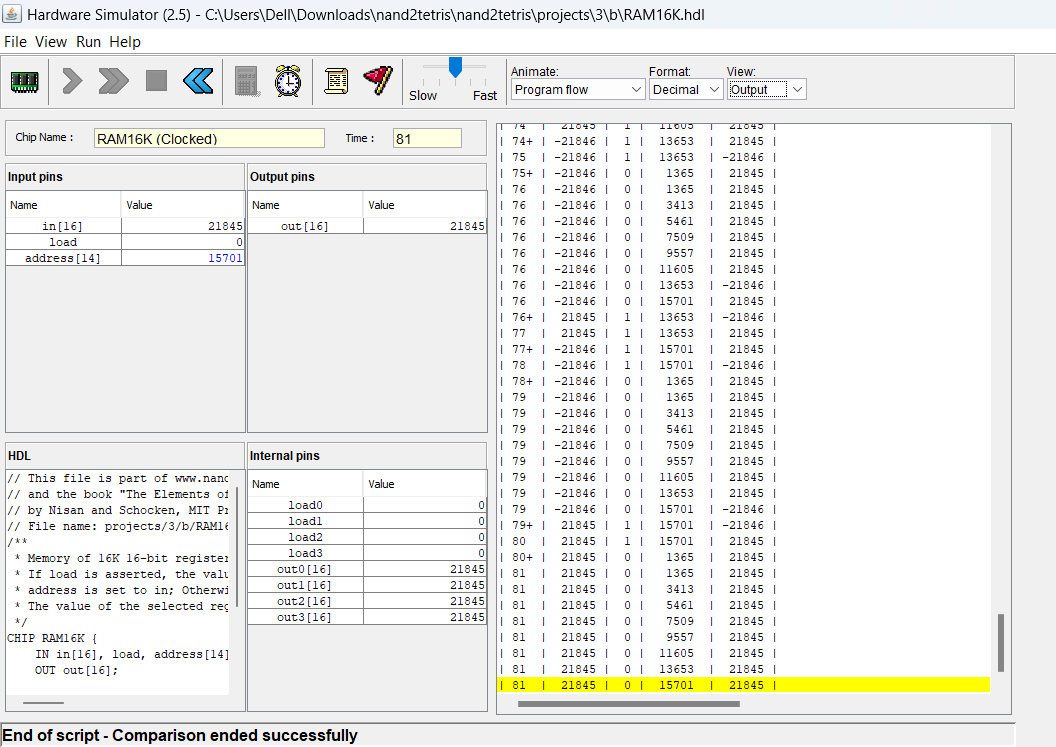 Hardware Simulator (2.5) - C:\Users\Dell\Downloads\nand2tetris\nand2tetris\projects\3\b\RAM16K.hdl
File View Run Help
Slow Fast
Animate: Format: View:
Program flow Decimal Output
Chip Name : RAM16K (Clocked) Time : 81
Input pins
Name Value
in[16] 21845
load 0
address[14] 15701
Output pins
Name Value
out[16] 21845
HDL
// This file is part of www.nand
// and the book "The Elements of
// by Nisan and Schocken, MIT Pr
// File name: projects/3/b/RAM16
/**
* Memory of 16K 16-bit register
* If load is asserted, the valu
* address is set to in; Otherwi
* The value of the selected reg
*/
CHIP RAM16K {
IN in[16], load, address[14]
OUT out[16];
Internal pins
Name Value
load0 0
load1 0
load2 0
load3 0
out0[16] 21845
out1[16] 21845
out2[16] 21845
out3[16] 21845
| 74 | 21845 | 1 | 11605 | 21845 |
| 74+ | -21846 | 1 | 13653 | 21845 |
| 75 | -21846 | 1 | 13653 | -21846 |
| 75+ | -21846 | 0 | 1365 | 21845 |
| 76 | -21846 | 0 | 1365 | 21845 |
| 76 | -21846 | 0 | 3413 | 21845 |
| 76 | -21846 | 0 | 5461 | 21845 |
| 76 | -21846 | 0 | 7509 | 21845 |
| 76 | -21846 | 0 | 9557 | 21845 |
| 76 | -21846 | 0 | 11605 | 21845 |
| 76 | -21846 | 0 | 13653 | -21846 |
| 76 | -21846 | 0 | 15701 | 21845 |
| 76+ | 21845 | 1 | 13653 | -21846 |
| 77 | 21845 | 1 | 13653 | 21845 |
| 77+ | -21846 | 1 | 15701 | 21845 |
| 78 | -21846 | 1 | 15701 | -21846 |
| 78+ | -21846 | 0 | 1365 | 21845 |
| 79 | -21846 | 0 | 1365 | 21845 |
| 79 | -21846 | 0 | 3413 | 21845 |
| 79 | -21846 | 0 | 5461 | 21845 |
| 79 | -21846 | 0 | 7509 | 21845 |
| 79 | -21846 | 0 | 9557 | 21845 |
| 79 | -21846 | 0 | 11605 | 21845 |
| 79 | -21846 | 0 | 13653 | 21845 |
| 79 | -21846 | 0 | 15701 | -21846 |
| 79+ | 21845 | 1 | 15701 | -21846 |
| 80 | 21845 | 1 | 15701 | 21845 |
| 80+ | 21845 | 0 | 1365 | 21845 |
| 81 | 21845 | 0 | 1365 | 21845 |
| 81 | 21845 | 0 | 3413 | 21845 |
| 81 | 21845 | 0 | 5461 | 21845 |
| 81 | 21845 | 0 | 7509 | 21845 |
| 81 | 21845 | 0 | 9557 | 21845 |
| 81 | 21845 | 0 | 11605 | 21845 |
| 81 | 21845 | 0 | 13653 | 21845 |
| 81 | 21845 | 0 | 15701 | 21845 |
End of script - Comparison ended successfully